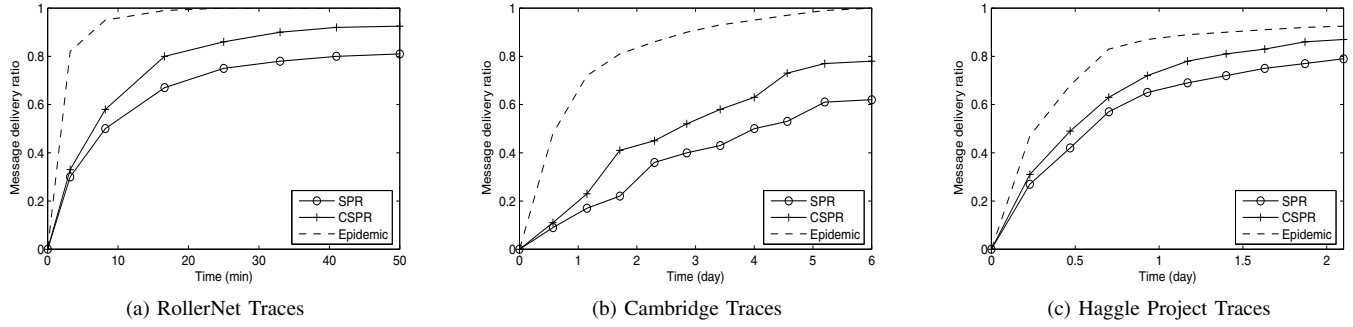 1
0.8
0.6
0.4
0.2
0
Message delivery ratio
0 10 20 30 40 50
Time (min)
SPR
CSPR
Epidemic
(a) RollerNet Traces
1
0.8
0.6
0.4
0.2
0
Message delivery ratio
0 1 2 3 4 5 6
Time (day)
SPR
CSPR
Epidemic
(b) Cambridge Traces
1
0.8
0.6
0.4
0.2
0
Message delivery ratio
0 0.5 1 1.5 2
Time (day)
SPR
CSPR
Epidemic
(c) Haggle Project Traces